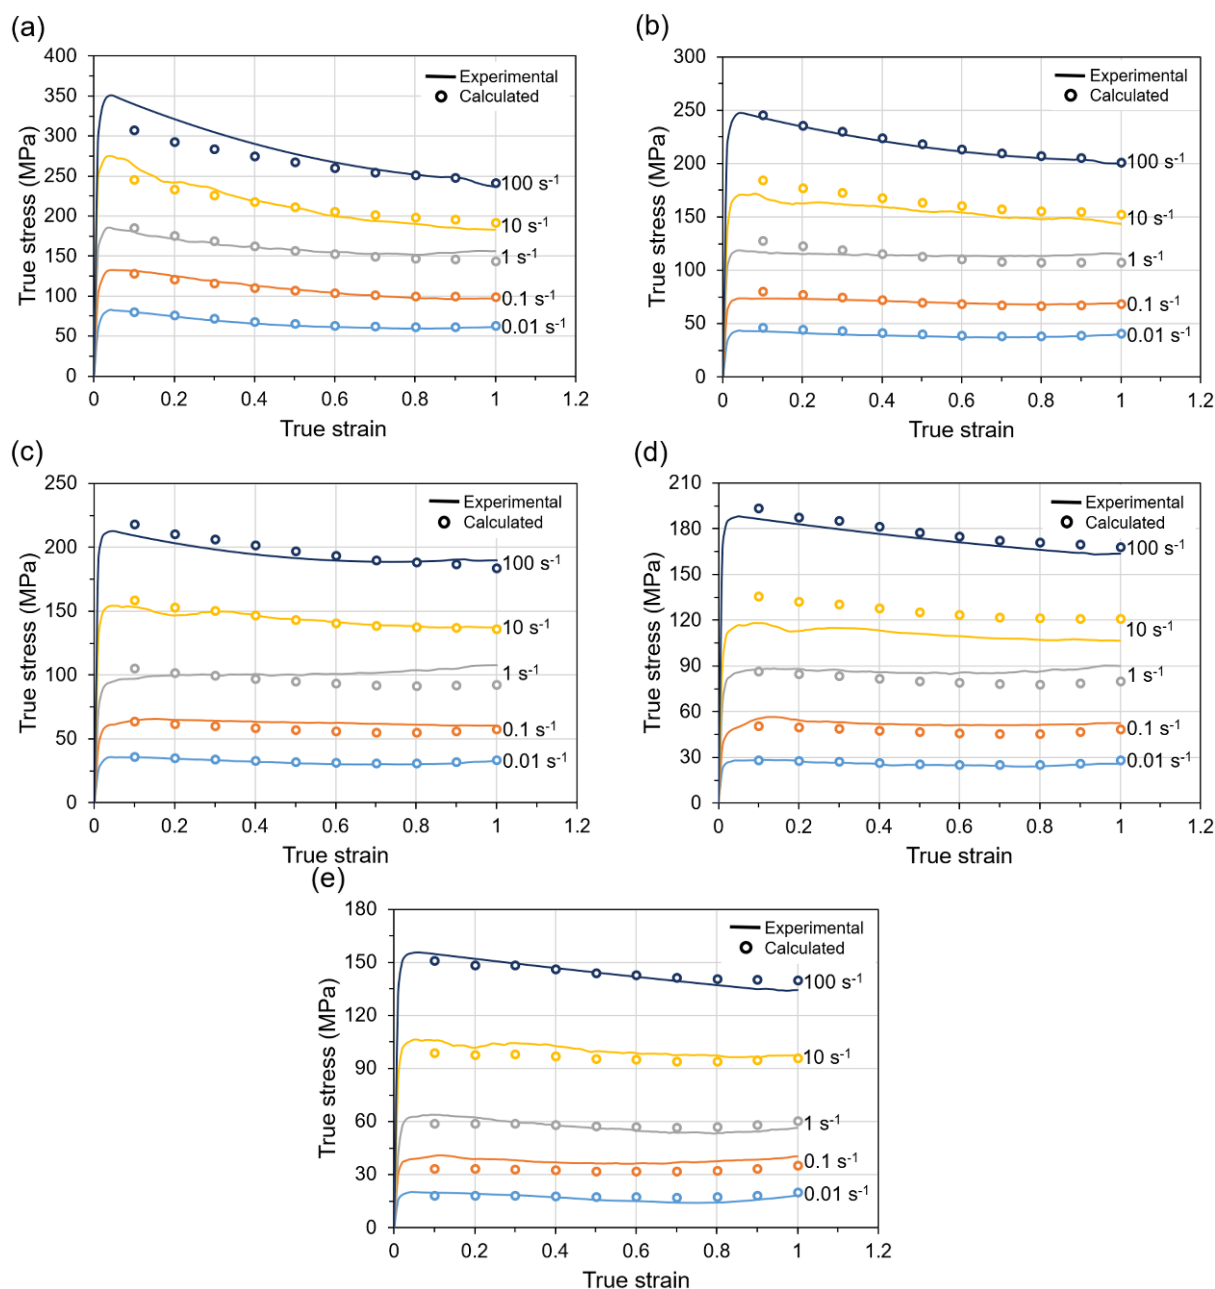 (a)
400
350
300
250
200
150
100
50
0
True stress (MPa)
Experimental
Calculated
100 s-1
10 s-1
1 s-1
0.1 s-1
0.01 s-1
0 0.2 0.4 0.6 0.8 1 1.2
True strain
(b)
300
250
200
150
100
50
0
True stress (MPa)
Experimental
Calculated
100 s-1
10 s-1
1 s-1
0.1 s-1
0.01 s-1
0 0.2 0.4 0.6 0.8 1 1.2
True strain
(c)
250
200
150
100
50
0
True stress (MPa)
Experimental
Calculated
100 s-1
10 s-1
1 s-1
0.1 s-1
0.01 s-1
0 0.2 0.4 0.6 0.8 1 1.2
True strain
(d)
210
180
150
120
90
60
30
0
True stress (MPa)
Experimental
Calculated
100 s-1
10 s-1
1 s-1
0.1 s-1
0.01 s-1
0 0.2 0.4 0.6 0.8 1 1.2
True strain
(e)
180
150
120
90
60
30
0
True stress (MPa)
Experimental
Calculated
100 s-1
10 s-1
1 s-1
0.1 s-1
0.01 s-1
0 0.2 0.4 0.6 0.8 1 1.2
True strain